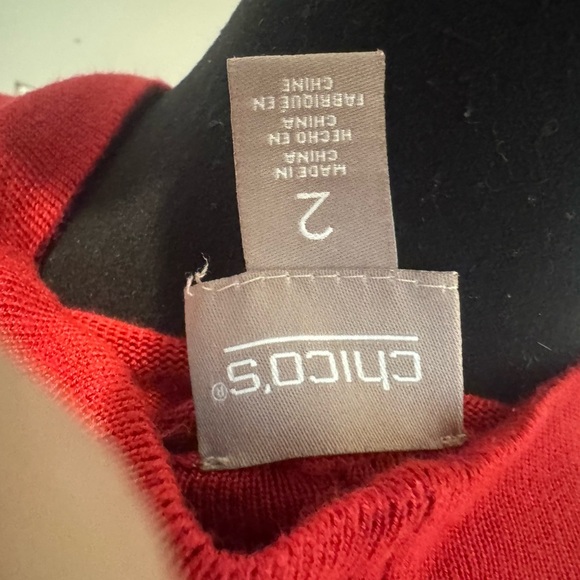 chico's®
2
MADE IN
CHINA
HECHO EN
CHINA
FABRIQUÉ EN
CHINE